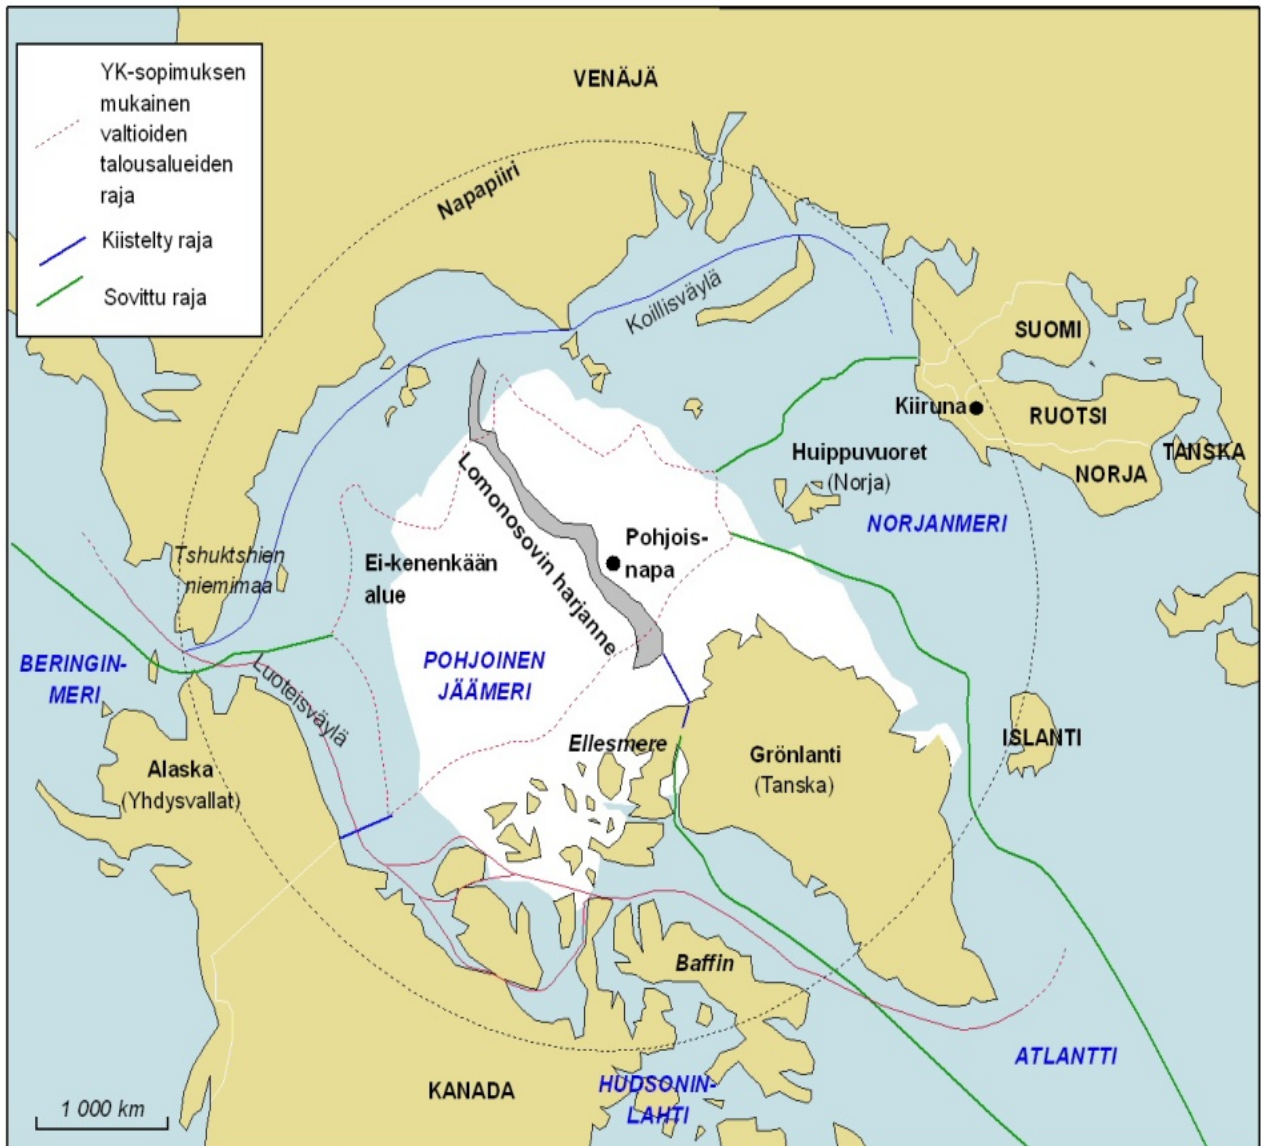 YK-sopimuksen
mukainen
valtioiden
talousalueiden
raja
Kiistelty raja
Sovittu raja
VENÄJÄ
Napapiiri
Koillisväylä
SUOMI
Kiiruna
RUOTSI
TANSKA
NORJA
Huippuvuoret
(Norja)
NORJANMERI
Lomonosovin harjanne
Pohjois-
napa
Ei-kenenkään
alue
Tshuktshien
niemimaa
BERINGIN-
MERI
POHJOINEN
JÄÄMERI
Luoteisväylä
Alaska
(Yhdysvallat)
Ellesmere
Grönlanti
(Tanska)
ISLANTI
Baffin
ATLANTTI
KANADA
HUDSONIN-
LAHTI
1 000 km